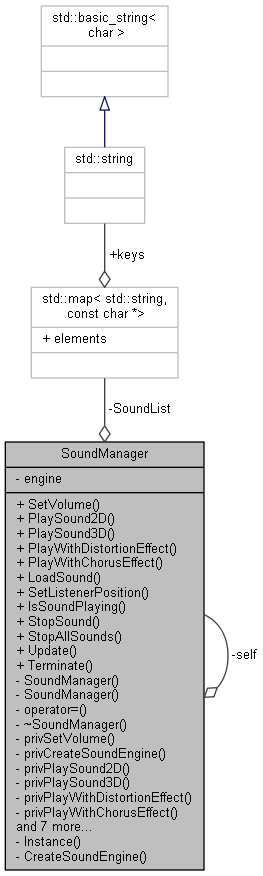 std::basic_string<
char >
std::string
+keys
std::map< std::string,
const char *>
+ elements
-SoundList
SoundManager
- engine
+ SetVolume()
+ PlaySound2D()
+ PlaySound3D()
+ PlayWithDistortionEffect()
+ PlayWithChorusEffect()
+ LoadSound()
+ SetListenerPosition()
+ IsSoundPlaying()
+ StopSound()
+ StopAllSounds()
+ Update()
+ Terminate()
- SoundManager()
- SoundManager()
- operator=()
- ~SoundManager()
- privSetVolume()
- privCreateSoundEngine()
- privPlaySound2D()
- privPlaySound3D()
- privPlayWithDistortionEffect()
- privPlayWithChorusEffect()
and 7 more...
- Instance()
- CreateSoundEngine()
-self